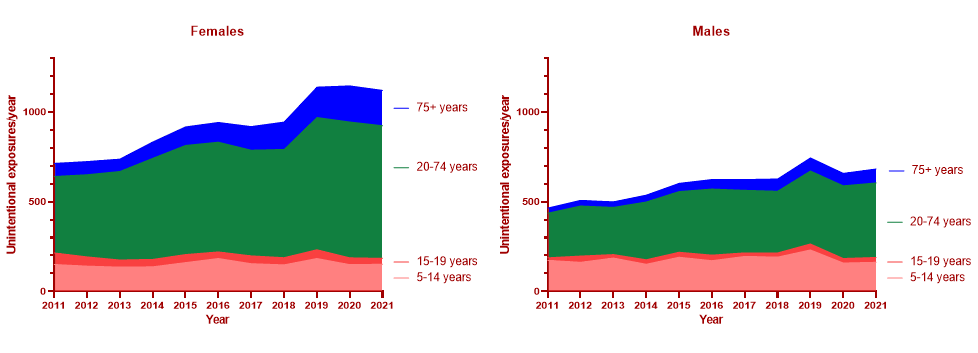 Females
Unintentional exposures/year
1000
500
0
2011 2012 2013 2014 2015 2016 2017 2018 2019 2020 2021
Year
75+ years
20-74 years
15-19 years
5-14 years
Males
Unintentional exposures/year
1000
500
0
2011 2012 2013 2014 2015 2016 2017 2018 2019 2020 2021
Year
75+ years
20-74 years
15-19 years
5-14 years